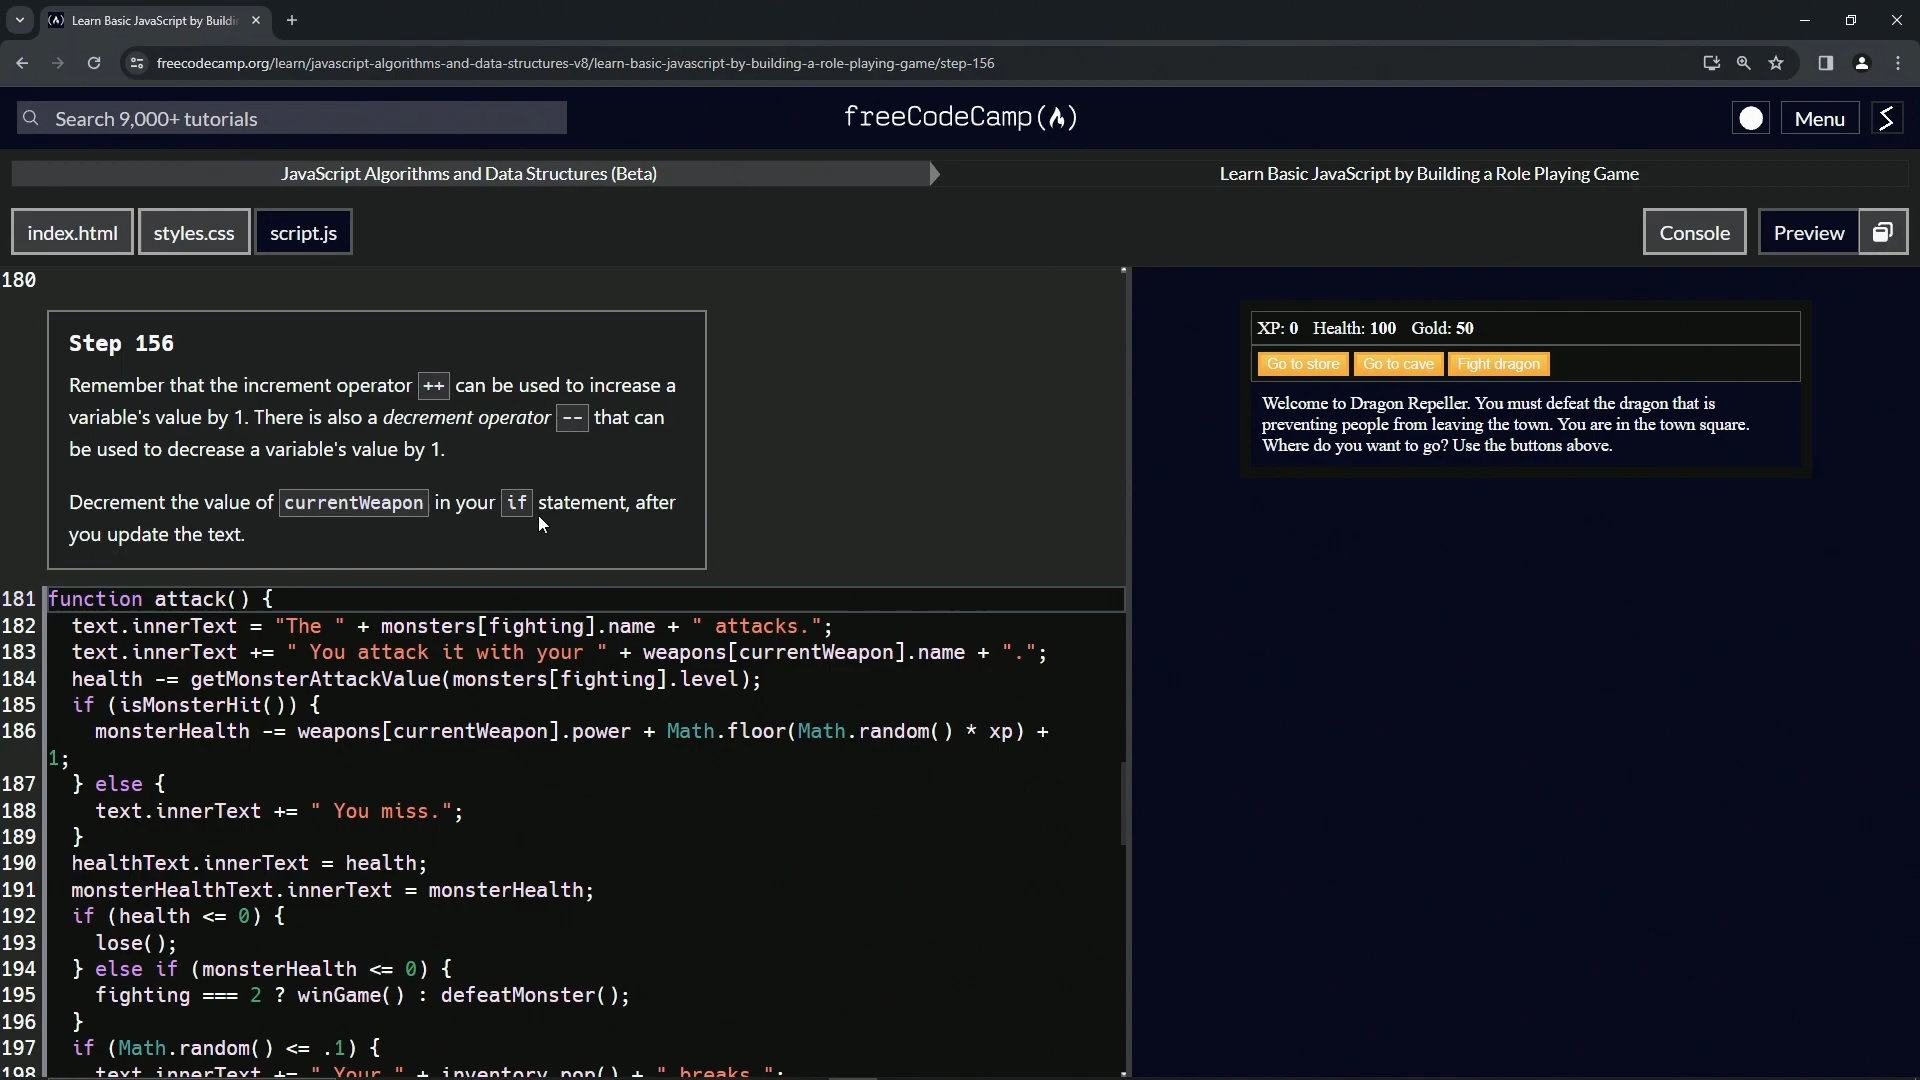 Learn Basic JavaScript by Buildi
freecodecamp.org/learn/javascript-algorithms-and-data-structures-v8/learn-basic-javascript-by-building-a-role-playing-game/step-156
Search 9,000+ tutorials
freeCodeCamp(🔥)
Menu
JavaScript Algorithms and Data Structures (Beta)
Learn Basic JavaScript by Building a Role Playing Game
index.html
styles.css
script.js
Console
Preview
180
Step 156
Remember that the increment operator ++ can be used to increase a
variable's value by 1. There is also a decrement operator -- that can
be used to decrease a variable's value by 1.
Decrement the value of currentWeapon in your if statement, after
you update the text.
181 function attack() {
182 text.innerText = "The " + monsters[fighting].name + " attacks.";
183 text.innerText += " You attack it with your " + weapons[currentWeapon].name + ".";
184 health -= getMonsterAttackValue(monsters[fighting].level);
185 if (isMonsterHit()) {
186 monsterHealth -= weapons[currentWeapon].power + Math.floor(Math.random() * xp) +
1;
187 } else {
188 text.innerText += " You miss.";
189 }
190 healthText.innerText = health;
191 monsterHealthText.innerText = monsterHealth;
192 if (health <= 0) {
193 lose();
194 } else if (monsterHealth <= 0) {
195 fighting === 2 ? winGame() : defeatMonster();
196 }
197 if (Math.random() <= .1) {
198 text.innerText += " Your " + inventory.pop() + " breaks.";
XP: 0 Health: 100 Gold: 50
Go to store
Go to cave
Fight dragon
Welcome to Dragon Repeller. You must defeat the dragon that is
preventing people from leaving the town. You are in the town square.
Where do you want to go? Use the buttons above.